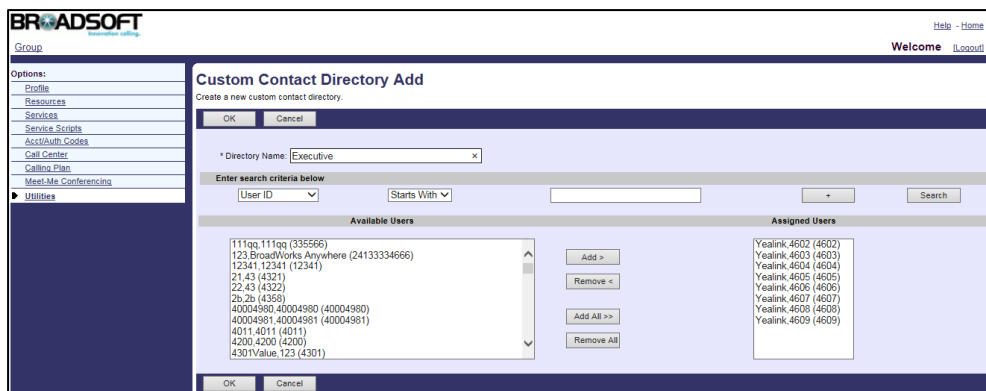 BROADSOFT
Innovation calling.
Help - Home
Group
Welcome [Logout]
Options:
Profile
Resources
Services
Service Scripts
Acct/Auth Codes
Call Center
Calling Plan
Meet-Me Conferencing
Utilities
Custom Contact Directory Add
Create a new custom contact directory.
OK Cancel
* Directory Name: Executive ×
Enter search criteria below
User ID Starts With + Search
Available Users Assigned Users
111qq,111qq (335566)
123,BroadWorks Anywhere (24133334666)
12341,12341 (12341)
21,43 (4321)
22,43 (4322)
2b,2b (4358)
40004980,40004980 (40004980)
40004981,40004981 (40004981)
4011,4011 (4011)
4200,4200 (4200)
4301Value,123 (4301)
Add >
Remove <
Add All >>
Remove All
Yealink,4602 (4602)
Yealink,4603 (4603)
Yealink,4604 (4604)
Yealink,4605 (4605)
Yealink,4606 (4606)
Yealink,4607 (4607)
Yealink,4608 (4608)
Yealink,4609 (4609)
OK Cancel